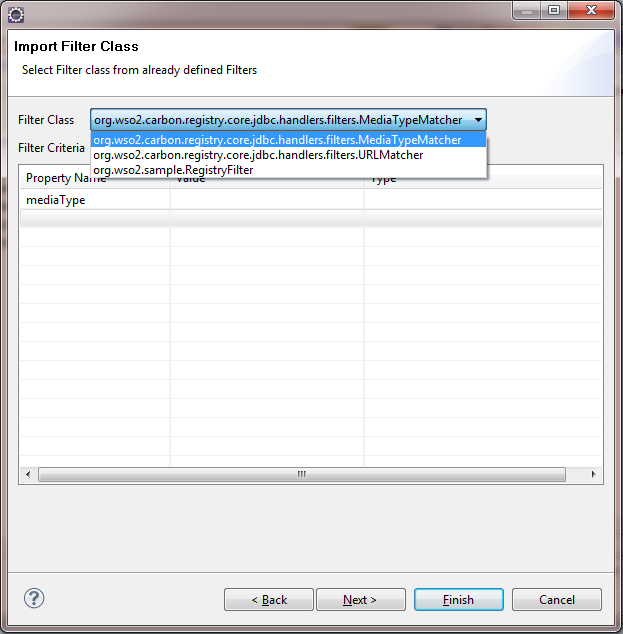 Import Filter Class
Select Filter class from already defined Filters
Filter Class org.wso2.carbon.registry.core.jdbc.handlers.filters.MediaTypeMatcher
org.wso2.carbon.registry.core.jdbc.handlers.filters.MediaTypeMatcher
Filter Criteria org.wso2.carbon.registry.core.jdbc.handlers.filters.URLMatcher
org.wso2.sample.RegistryFilter
Property Name Value Type
mediaType
? < Back Next > Finish Cancel